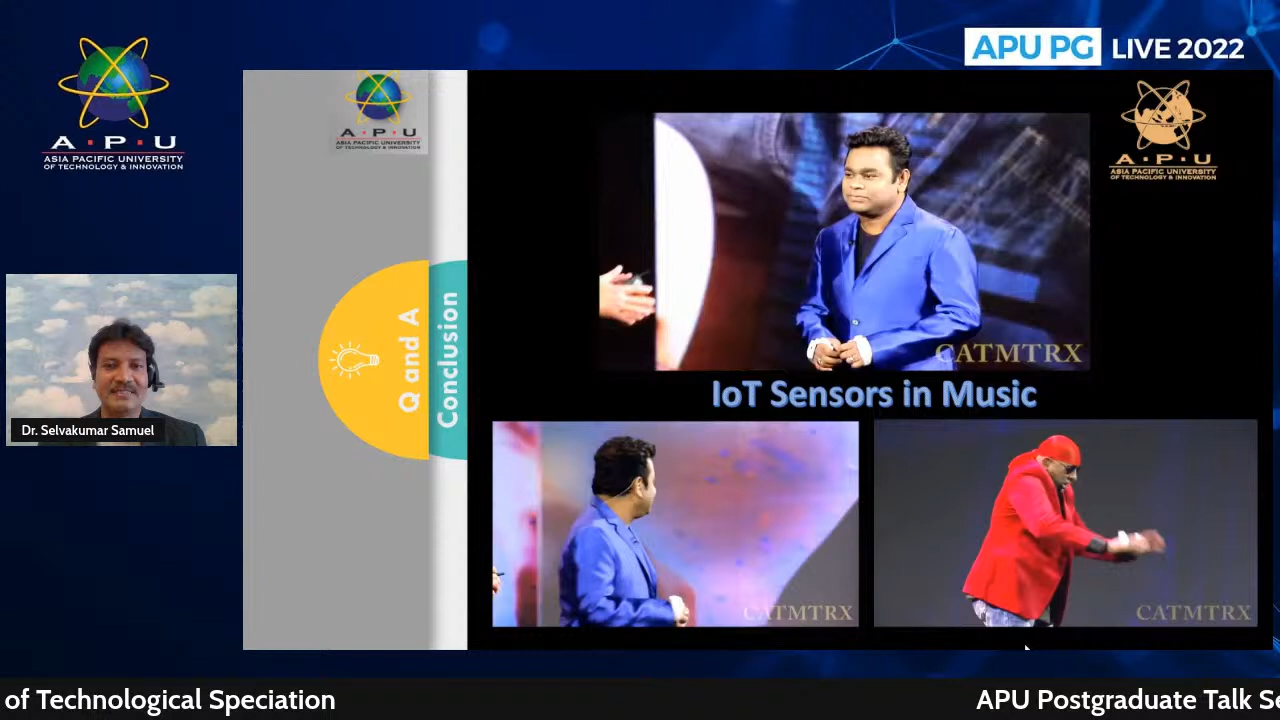 APU PG LIVE 2022
A·P·U
ASIA PACIFIC UNIVERSITY
OF TECHNOLOGY & INNOVATION
A·P·U
ASIA PACIFIC UNIVERSITY
OF TECHNOLOGY & INNOVATION
A·P·U
ASIA PACIFIC UNIVERSITY
OF TECHNOLOGY & INNOVATION
Q and A
Conclusion
CATMTRX
IoT Sensors in Music
CATMTRX
CATMTRX
Dr. Selvakumar Samuel
of Technological Speciation
APU Postgraduate Talk Se